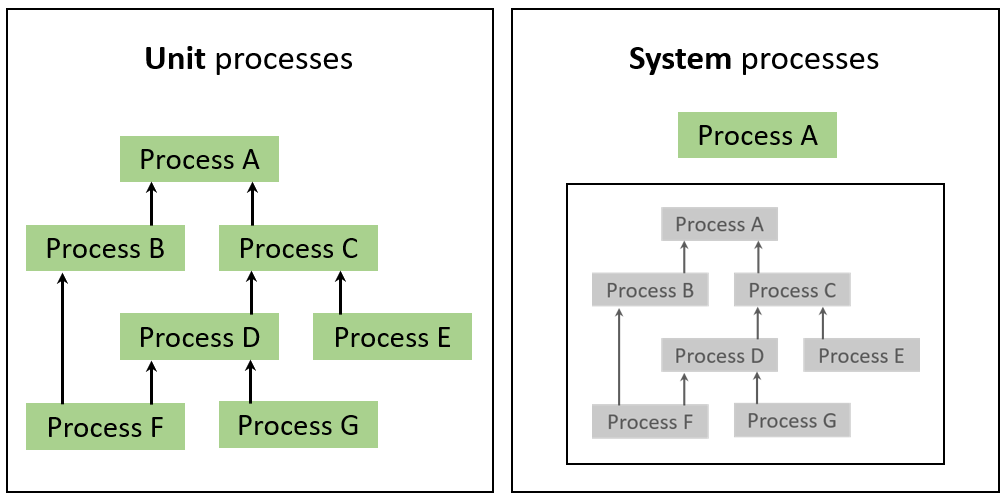 Unit processes
Process A
Process B
Process C
Process D
Process E
Process F
Process G
System processes
Process A
Process A
Process B
Process C
Process D
Process E
Process F
Process G